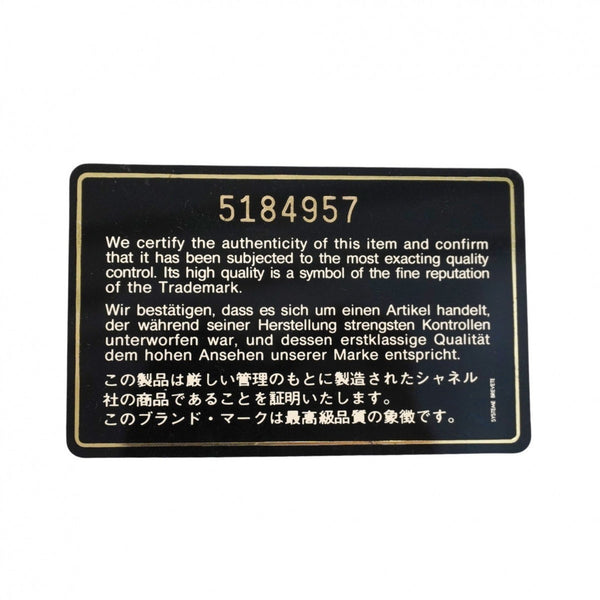 5184957
We certify the authenticity of this item and confirm
that it has been subjected to the most exacting quality
control. Its high quality is a symbol of the fine reputation
of the Trademark.
Wir bestätigen, dass es sich um einen Artikel handelt,
der während seiner Herstellung strengsten Kontrollen
unterworfen war, und dessen erstklassige Qualität
dem hohen Ansehen unserer Marke entspricht.
この製品は厳しい管理のもとに製造されたシャネル
社の商品であることを証明いたします。
このブランド・マークは最高級品質の象徴です。
SYSTEME BREVETE